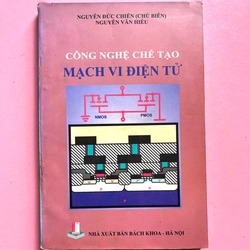 NGUYỄN ĐỨC CHIẾN (CHỦ BIÊN)
NGUYỄN VĂN HIẾU
CÔNG NGHỆ CHẾ TẠO
MẠCH VI ĐIỆN TỬ
NMOS PMOS
NHÀ XUẤT BẢN BÁCH KHOA - HÀ NỘI